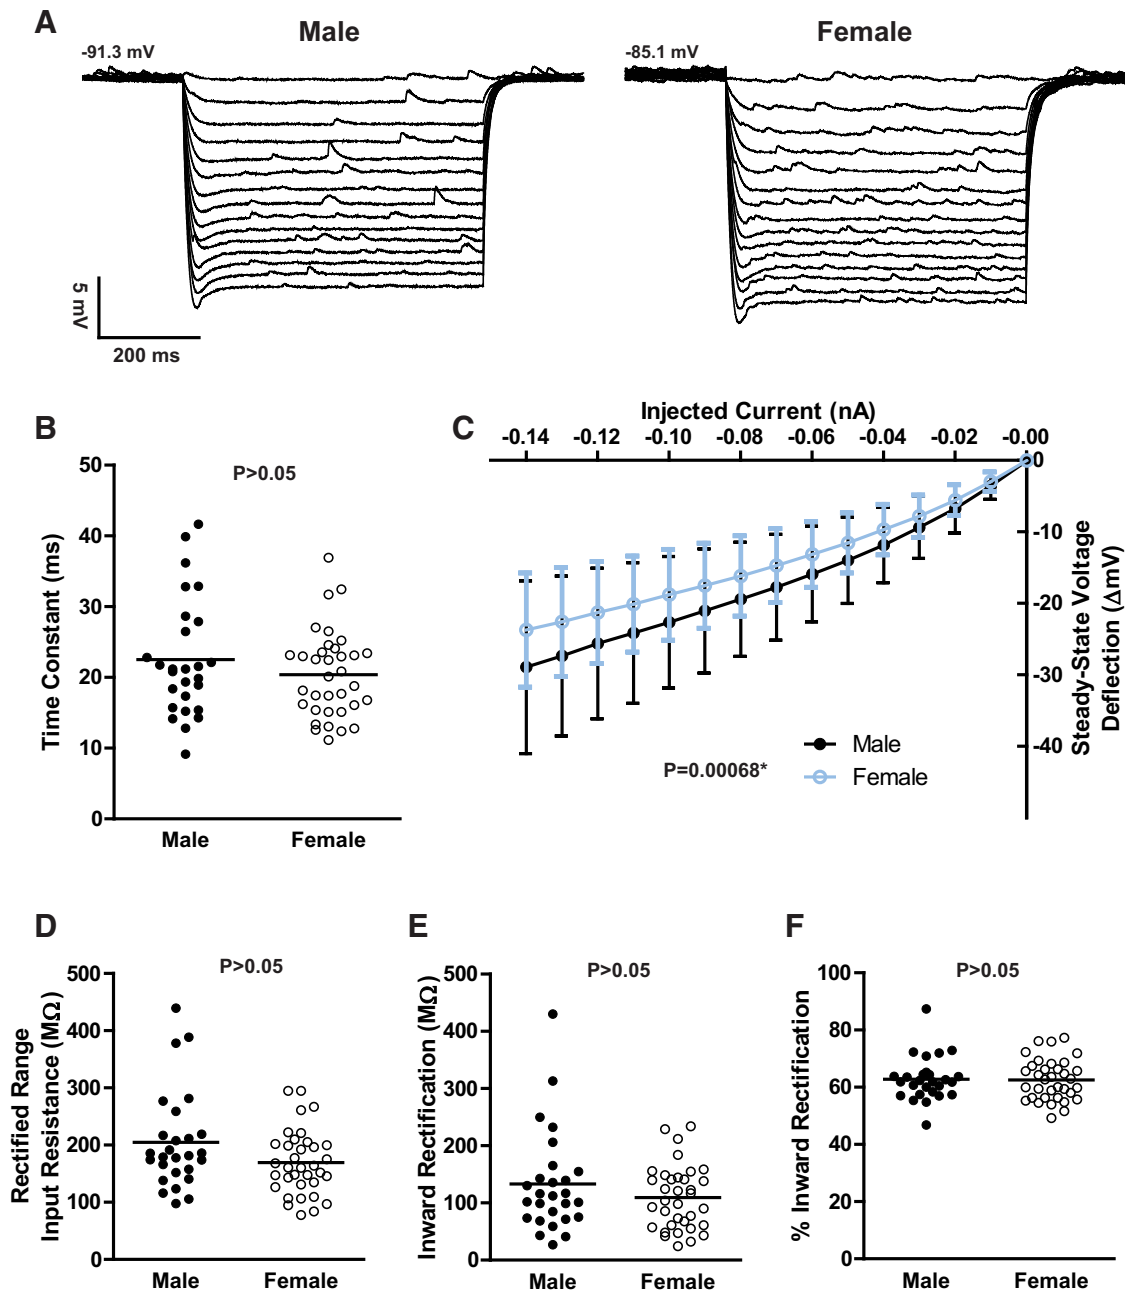 A
Male
Female
-91.3 mV
-85.1 mV
5 mV
200 ms
B
P>0.05
Time Constant (ms)
50
40
30
20
10
0
Male
Female
C
Injected Current (nA)
-0.14 -0.12 -0.10 -0.08 -0.06 -0.04 -0.02 -0.00
0
-10
-20
-30
-40
Steady-State Voltage
Deflection (ΔmV)
Male
Female
P=0.00068*
D
P>0.05
Rectified Range
Input Resistance (MΩ)
500
400
300
200
100
0
Male
Female
E
P>0.05
Inward Rectification (MΩ)
500
400
300
200
100
0
Male
Female
F
P>0.05
% Inward Rectification
100
80
60
40
20
0
Male
Female